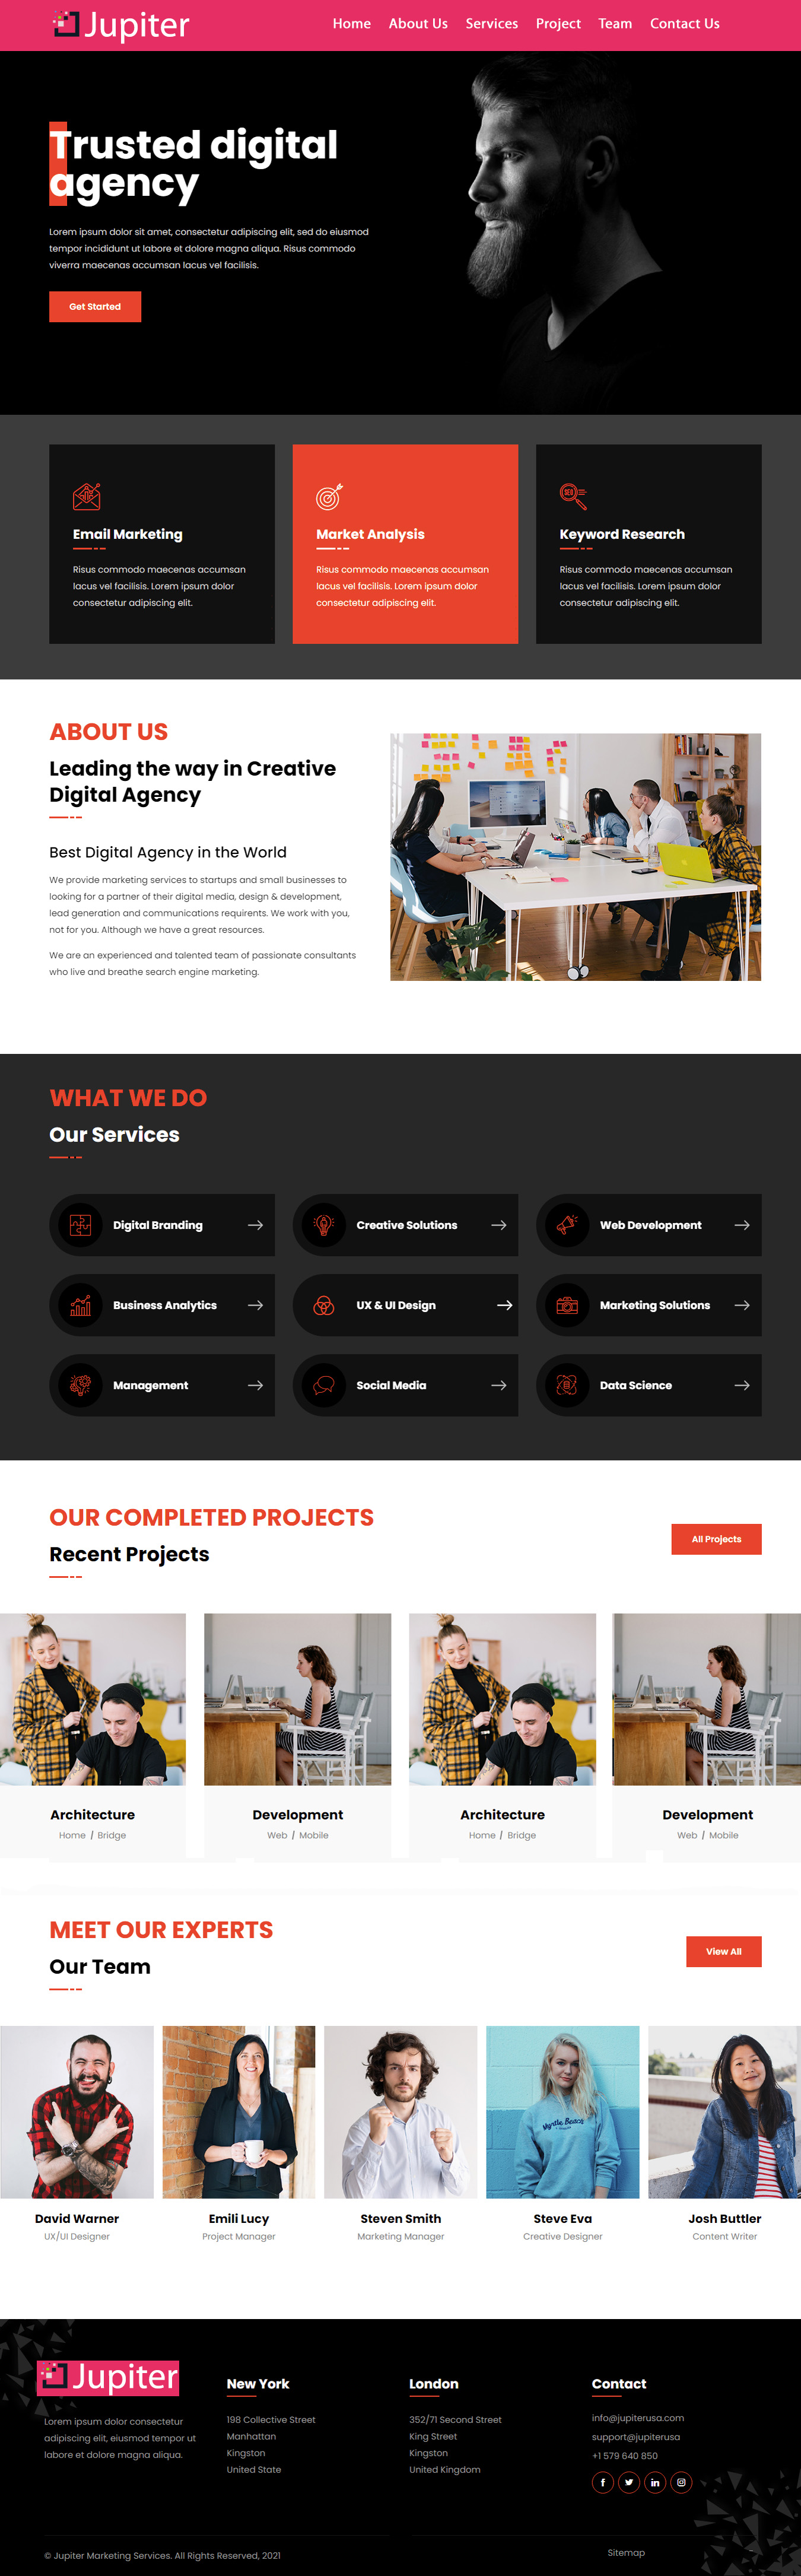 Jupiter
Home About Us Services Project Team Contact Us
Trusted digital
agency
Lorem ipsum dolor sit amet, consectetur adipiscing elit, sed do eiusmod
tempor incididunt ut labore et dolore magna aliqua. Risus commodo
viverra maecenas accumsan lacus vel facilisis.
Get Started
Email Marketing
Risus commodo maecenas accumsan
lacus vel facilisis. Lorem ipsum dolor
consectetur adipiscing elit.
Market Analysis
Risus commodo maecenas accumsan
lacus vel facilisis. Lorem ipsum dolor
consectetur adipiscing elit.
SEO
Keyword Research
Risus commodo maecenas accumsan
lacus vel facilisis. Lorem ipsum dolor
consectetur adipiscing elit.
ABOUT US
Leading the way in Creative
Digital Agency
Best Digital Agency in the World
We provide marketing services to startups and small businesses to
looking for a partner of their digital media, design & development,
lead generation and communications requirents. We work with you,
not for you. Although we have a great resources.
We are an experienced and talented team of passionate consultants
who live and breathe search engine marketing.
WHAT WE DO
Our Services
Digital Branding
Creative Solutions
Web Development
Business Analytics
UX & UI Design
Marketing Solutions
Management
Social Media
Data Science
OUR COMPLETED PROJECTS
Recent Projects
All Projects
Architecture
Home / Bridge
Development
Web / Mobile
Architecture
Home / Bridge
Development
Web / Mobile
MEET OUR EXPERTS
Our Team
View All
Myrtle Beach
David Warner
UX/UI Designer
Emili Lucy
Project Manager
Steven Smith
Marketing Manager
Steve Eva
Creative Designer
Josh Buttler
Content Writer
Jupiter
Lorem ipsum dolor consectetur
adipiscing elit, eiusmod tempor ut
labore et dolore magna aliqua.
New York
198 Collective Street
Manhattan
Kingston
United State
London
352/71 Second Street
King Street
Kingston
United Kingdom
Contact
info@jupiterusa.com
support@jupiterusa
+1 579 640 850
© Jupiter Marketing Services. All Rights Reserved, 2021
Sitemap